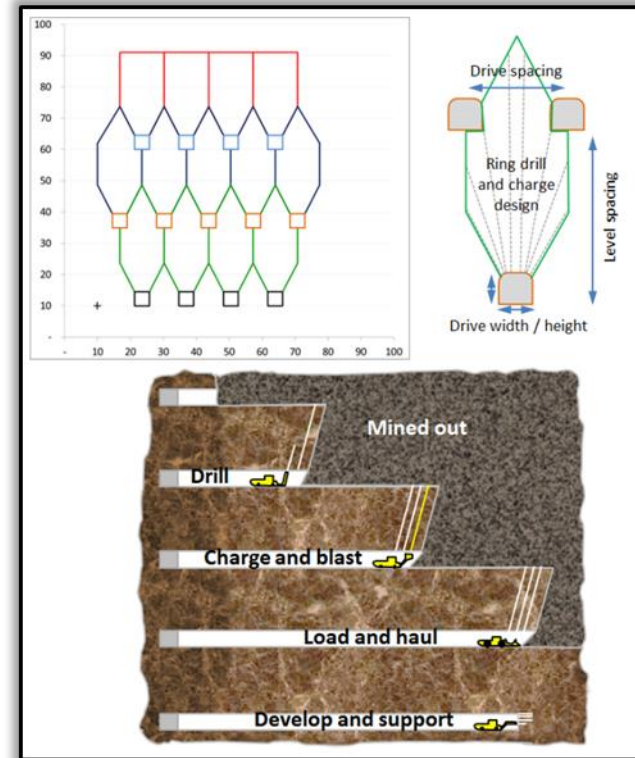 100
90
80
70
60
50
40
30
20
10
-
- 10 20 30 40 50 60 70 80 90 100
Drive spacing
Ring drill
and charge
design
Level spacing
Drive width / height
Mined out
Drill
Charge and blast
Load and haul
Develop and support